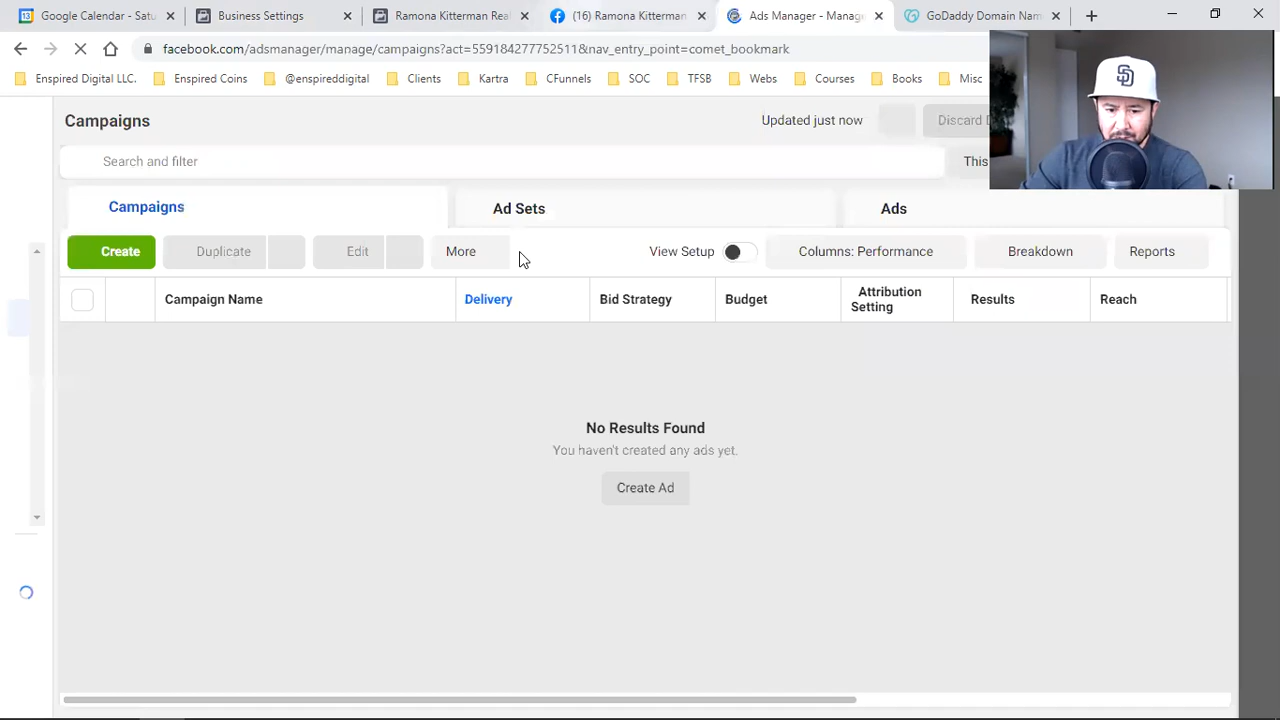 Google Calendar - Satu
Business Settings
Ramona Kitterman Real
(16) Ramona Kitterman
Ads Manager - Manag
GoDaddy Domain Nam
facebook.com/adsmanager/manage/campaigns?act=559184277752511&nav_entry_point=comet_bookmark
Enspired Digital LLC.
Enspired Coins
@enspireddigital
Clients
Kartra
CFunnels
SOC
TFSB
Webs
Courses
Books
Misc
Campaigns
Updated just now
Discard D
Search and filter
This
Campaigns
Ad Sets
Ads
Create
Duplicate
Edit
More
View Setup
Columns: Performance
Breakdown
Reports
Campaign Name
Delivery
Bid Strategy
Budget
Attribution
Setting
Results
Reach
No Results Found
You haven't created any ads yet.
Create Ad
SD